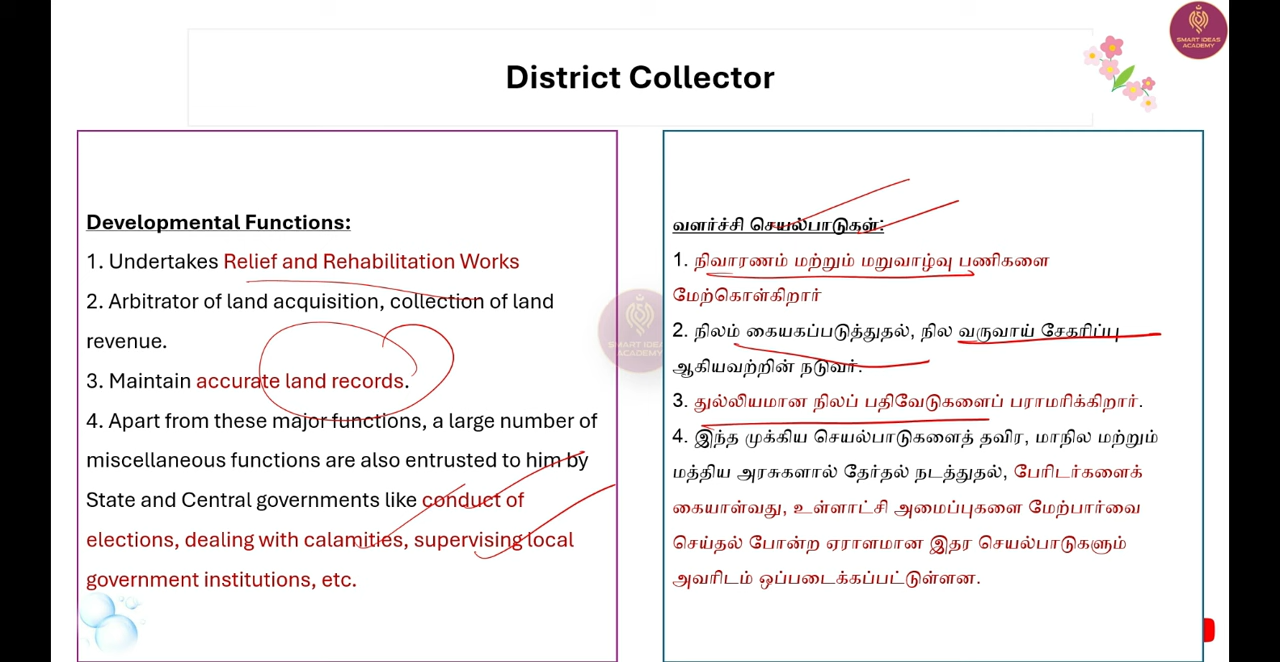 SMART IDEAS
ACADEMY
District Collector
Developmental Functions:
1. Undertakes Relief and Rehabilitation Works
2. Arbitrator of land acquisition, collection of land
revenue.
3. Maintain accurate land records.
4. Apart from these major functions, a large number of
miscellaneous functions are also entrusted to him by
State and Central governments like conduct of
elections, dealing with calamities, supervising local
government institutions, etc.
வளர்ச்சி செயல்பாடுகள்:
1. நிவாரணம் மற்றும் மறுவாழ்வு பணிகளை
மேற்கொள்கிறார்
2. நிலம் கையகப்படுத்துதல், நில வருவாய் சேகரிப்பு
ஆகியவற்றின் நடுவர்.
3. துல்லியமான நிலப் பதிவேடுகளைப் பராமரிக்கிறார்.
4. இந்த முக்கிய செயல்பாடுகளைத் தவிர, மாநில மற்றும்
மத்திய அரசுகளால் தேர்தல் நடத்துதல், பேரிடர்களைக்
கையாள்வது, உள்ளாட்சி அமைப்புகளை மேற்பார்வை
செய்தல் போன்ற ஏராளமான இதர செயல்பாடுகளும்
அவரிடம் ஒப்படைக்கப்பட்டுள்ளன.
SMART IDEAS
ACADEMY